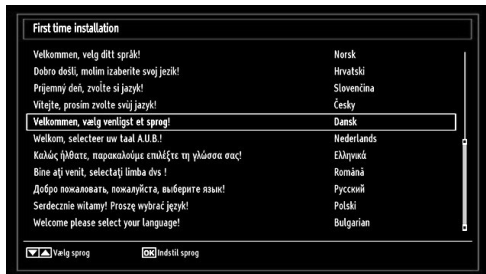 First time installation
Velkommen, velg ditt språk! Norsk
Dobro došli, molim izaberite svoj jezik! Hrvatski
Príjemný deň, zvoľte si jazyk! Slovenčina
Vítejte, prosím zvolte svůj jazyk! Česky
Velkommen, vælg venligst et sprog! Dansk
Welkom, selecteer uw taal A.U.B.! Nederlands
Καλώς ήλθατε, παρακαλούμε επιλέξτε τη γλώσσα σας! Ελληνικά
Bine aţi venit, selectaţi limba dvs ! Română
Добро пожаловать, пожалуйста, выберите язык! Русский
Serdecznie witamy! Proszę wybrać język! Polski
Welcome please select your language! Bulgarian
Vælg sprog OK Indstil sprog